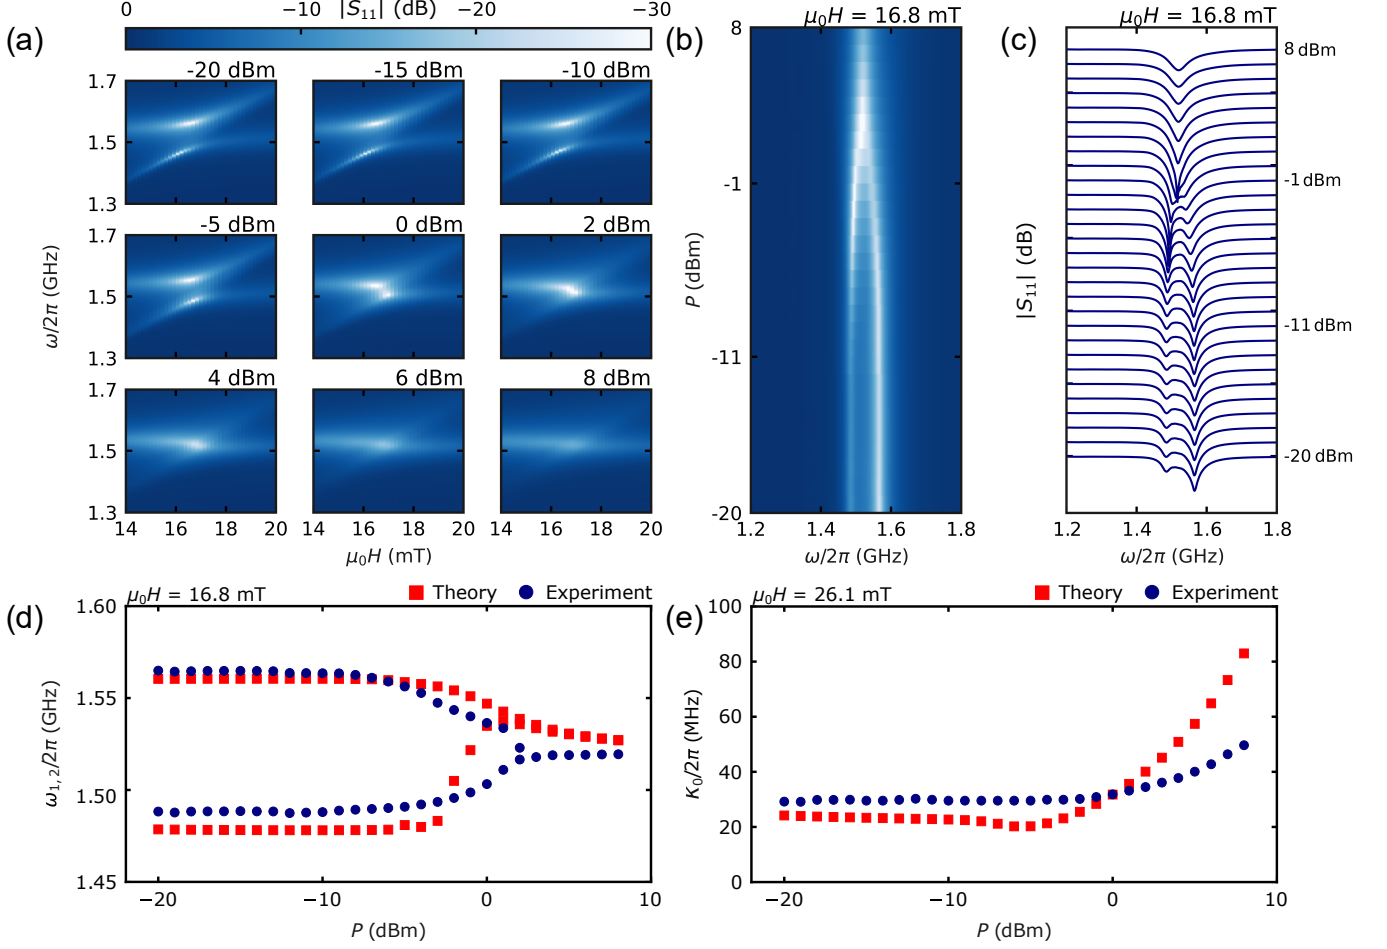 0 −10 |S₁₁| (dB) −20 −30
(a)
-20 dBm -15 dBm -10 dBm
1.7
1.5
1.3
-5 dBm 0 dBm 2 dBm
1.7
1.5
1.3
4 dBm 6 dBm 8 dBm
1.7
1.5
1.3
14 16 18 14 16 18 20 14 16 18 20
ω/2π (GHz)
μ₀H (mT)
(b)
μ₀H = 16.8 mT
8
-1
-11
-20
P (dBm)
1.2 1.4 1.6 1.8
ω/2π (GHz)
(c)
μ₀H = 16.8 mT
8 dBm
-1 dBm
-11 dBm
-20 dBm
|S₁₁| (dB)
1.2 1.4 1.6 1.8
ω/2π (GHz)
(d)
μ₀H = 16.8 mT Theory Experiment
1.60
1.55
1.50
1.45
ω₁, ₂/2π (GHz)
−20 −10 0 10
P (dBm)
(e)
μ₀H = 26.1 mT Theory Experiment
100
80
60
40
20
0
κ₀/2π (MHz)
−20 −10 0 10
P (dBm)